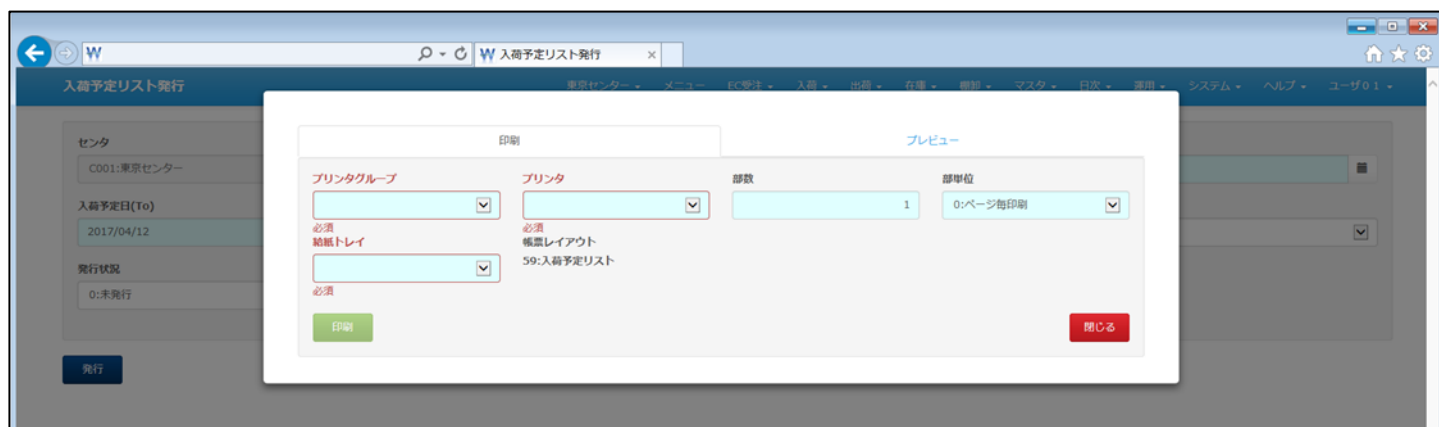 入荷予定リスト発行
入荷予定リスト発行 東京センター メニュー EC受注 入荷 出荷 在庫 棚卸 マスタ 日次 運用 システム ヘルプ ユーザ01
センタ
C001:東京センター
入荷予定日(To)
2017/04/12
発行状況
0:未発行
発行
印刷 プレビュー
プリンタグループ プリンタ 部数 部単位
1 0:ページ毎印刷
必須 必須
給紙トレイ 帳票レイアウト
59:入荷予定リスト
必須
印刷 閉じる